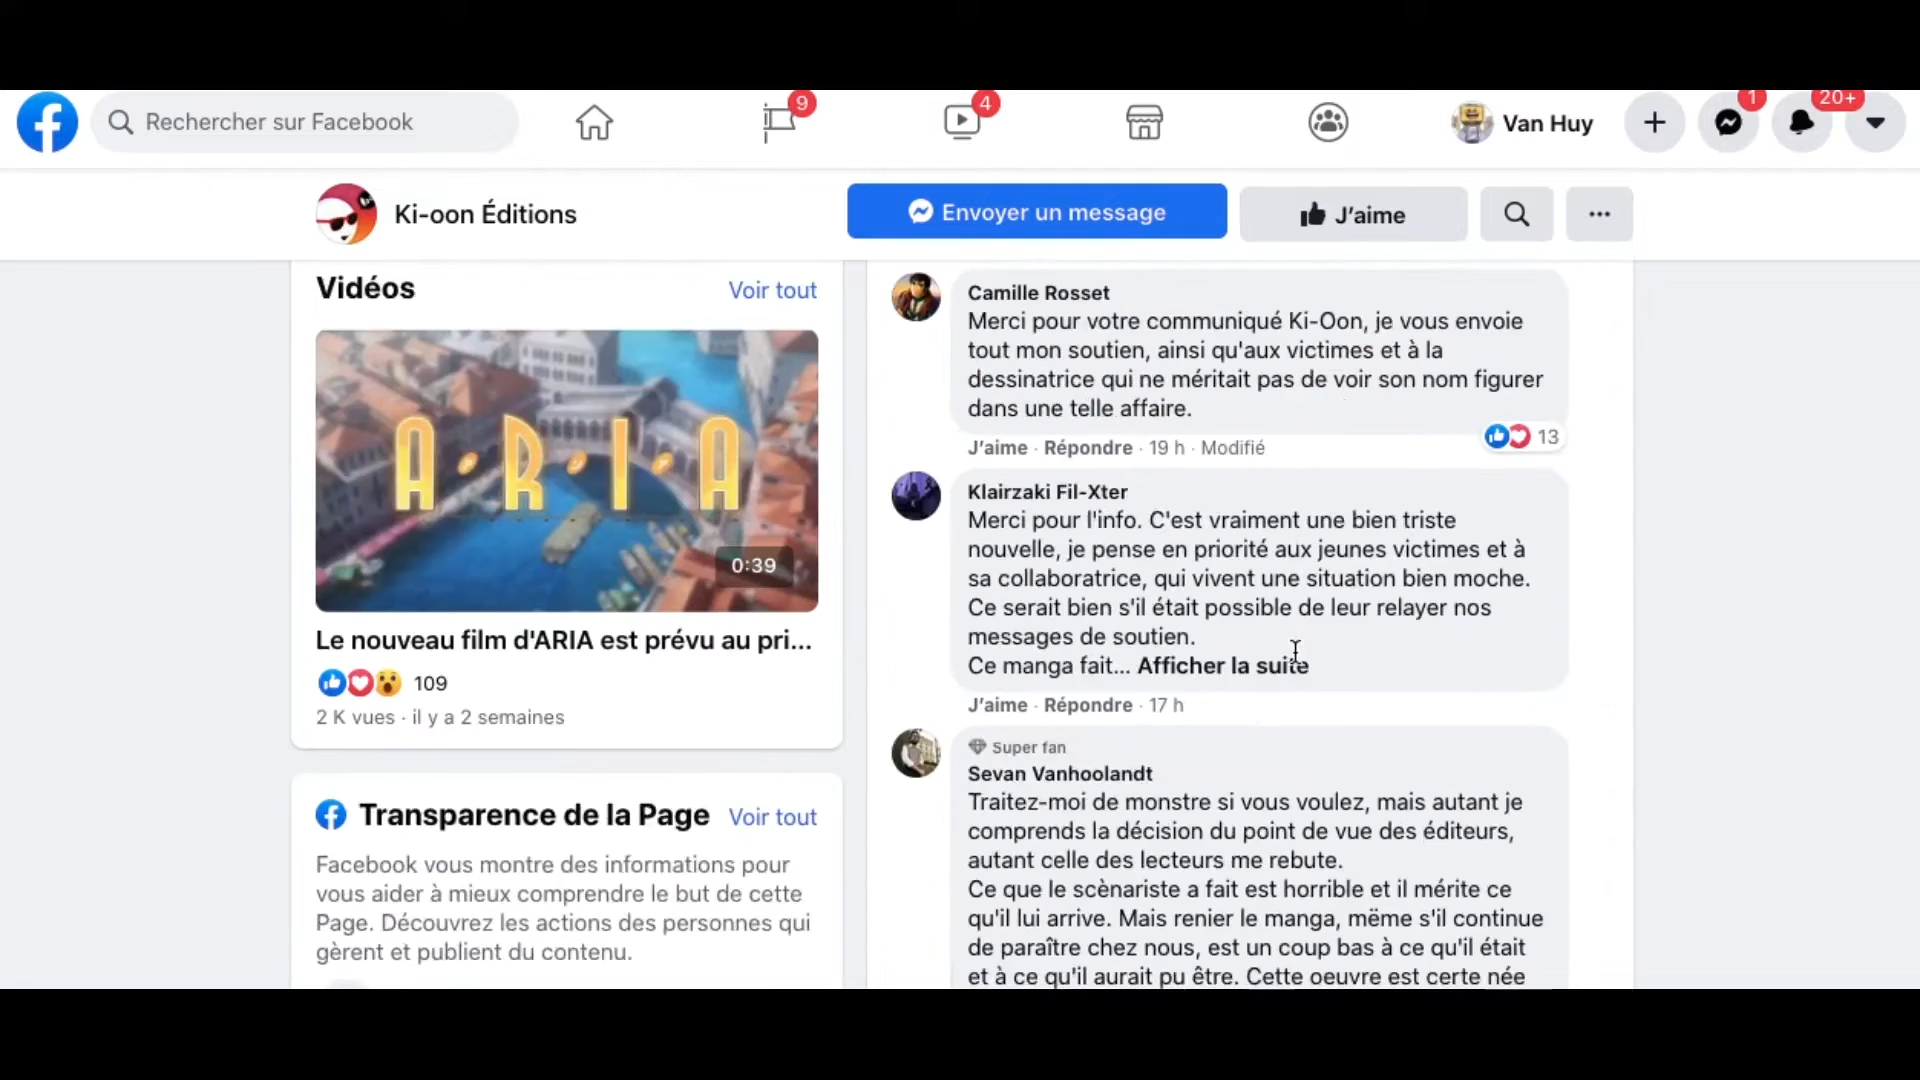 Rechercher sur Facebook
9
4
Van Huy
1
20+
Ki-oon Éditions
Envoyer un message
J'aime
Vidéos
Voir tout
A·R·I·A
0:39
Le nouveau film d'ARIA est prévu au pri...
109
2 K vues · il y a 2 semaines
Transparence de la Page
Voir tout
Facebook vous montre des informations pour
vous aider à mieux comprendre le but de cette
Page. Découvrez les actions des personnes qui
gèrent et publient du contenu.
Camille Rosset
Merci pour votre communiqué Ki-Oon, je vous envoie
tout mon soutien, ainsi qu'aux victimes et à la
dessinatrice qui ne méritait pas de voir son nom figurer
dans une telle affaire.
13
J'aime · Répondre · 19 h · Modifié
Klairzaki Fil-Xter
Merci pour l'info. C'est vraiment une bien triste
nouvelle, je pense en priorité aux jeunes victimes et à
sa collaboratrice, qui vivent une situation bien moche.
Ce serait bien s'il était possible de leur relayer nos
messages de soutien.
Ce manga fait... Afficher la suite
J'aime · Répondre · 17 h
Super fan
Sevan Vanhoolandt
Traitez-moi de monstre si vous voulez, mais autant je
comprends la décision du point de vue des éditeurs,
autant celle des lecteurs me rebute.
Ce que le scènariste a fait est horrible et il mérite ce
qu'il lui arrive. Mais renier le manga, mëme s'il continue
de paraître chez nous, est un coup bas à ce qu'il était
et à ce qu'il aurait pu être. Cette oeuvre est certe née